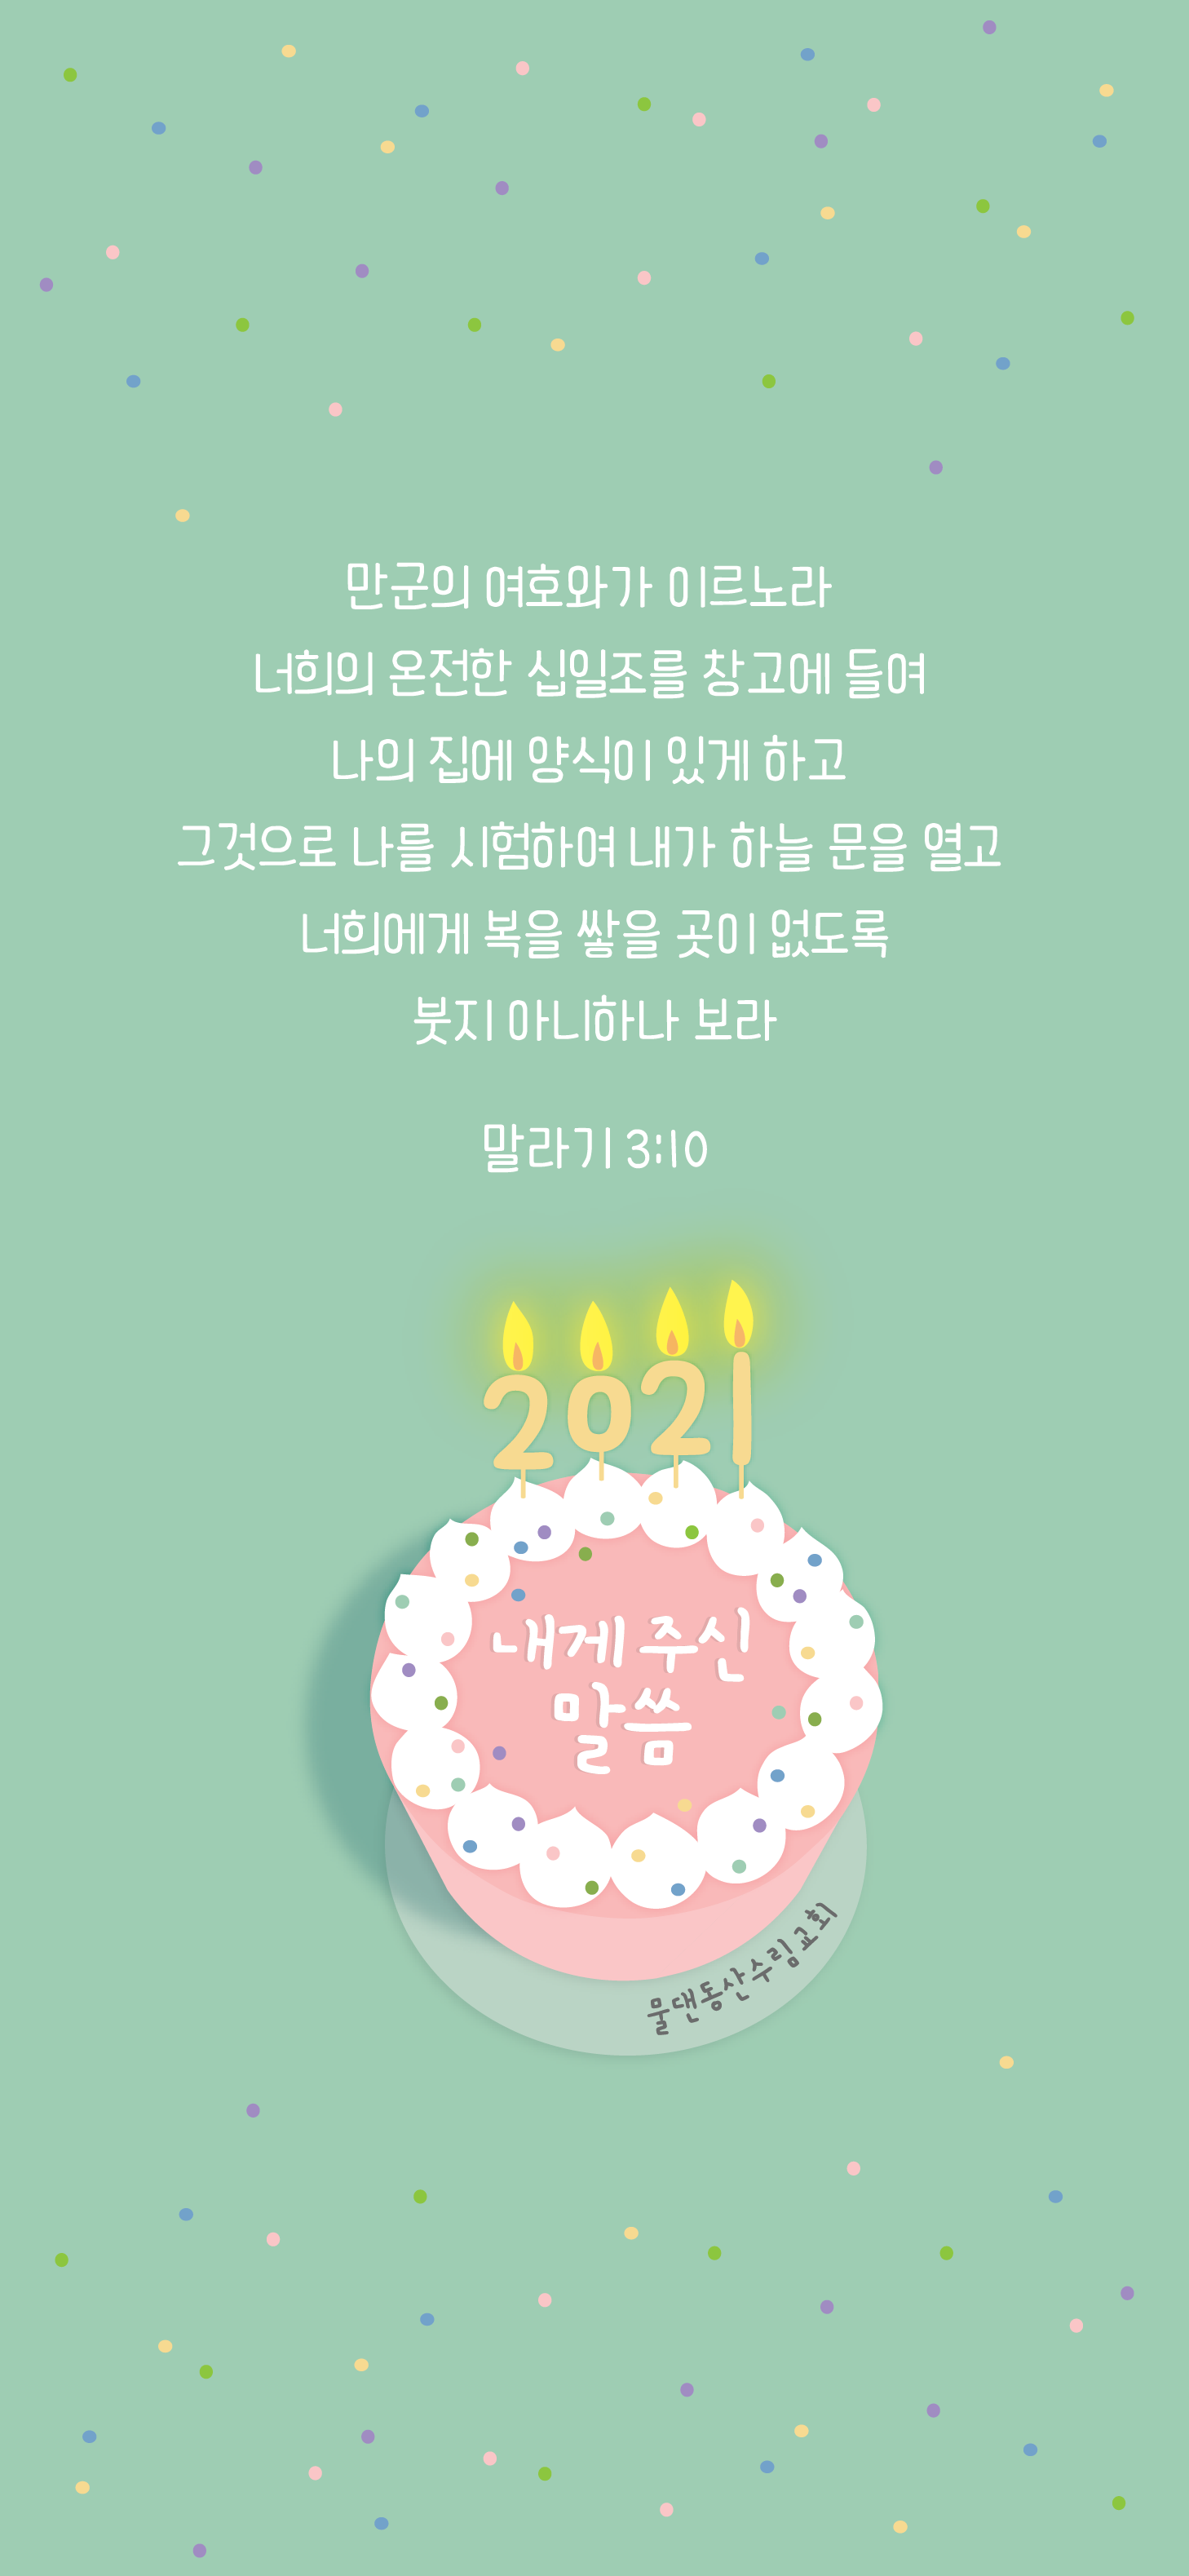 만군의 여호와가 이르노라
너희의 온전한 십일조를 창고에 들여
나의 집에 양식이 있게 하고
그것으로 나를 시험하여 내가 하늘 문을 열고
너희에게 복을 쌓을 곳이 없도록
붓지 아니하나 보라
말라기 3:10
2021
내게 주신
말씀
물댄동산수림교회